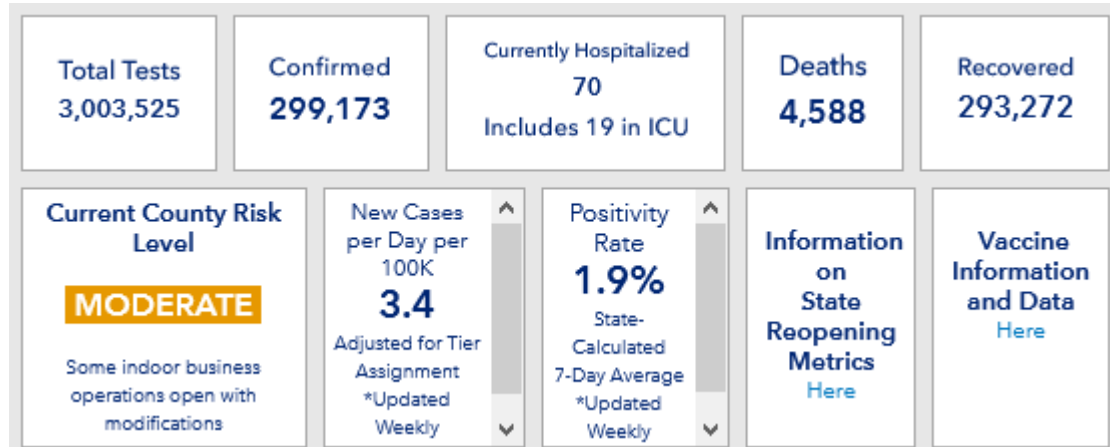 Total Tests
3,003,525
Confirmed
299,173
Currently Hospitalized
70
Includes 19 in ICU
Deaths
4,588
Recovered
293,272
Current County Risk
Level
MODERATE
Some indoor business
operations open with
modifications
New Cases
per Day per
100K
3.4
Adjusted for Tier
Assignment
*Updated
Weekly
Positivity
Rate
1.9%
State-
Calculated
7-Day Average
*Updated
Weekly
Information
on
State
Reopening
Metrics
Here
Vaccine
Information
and Data
Here